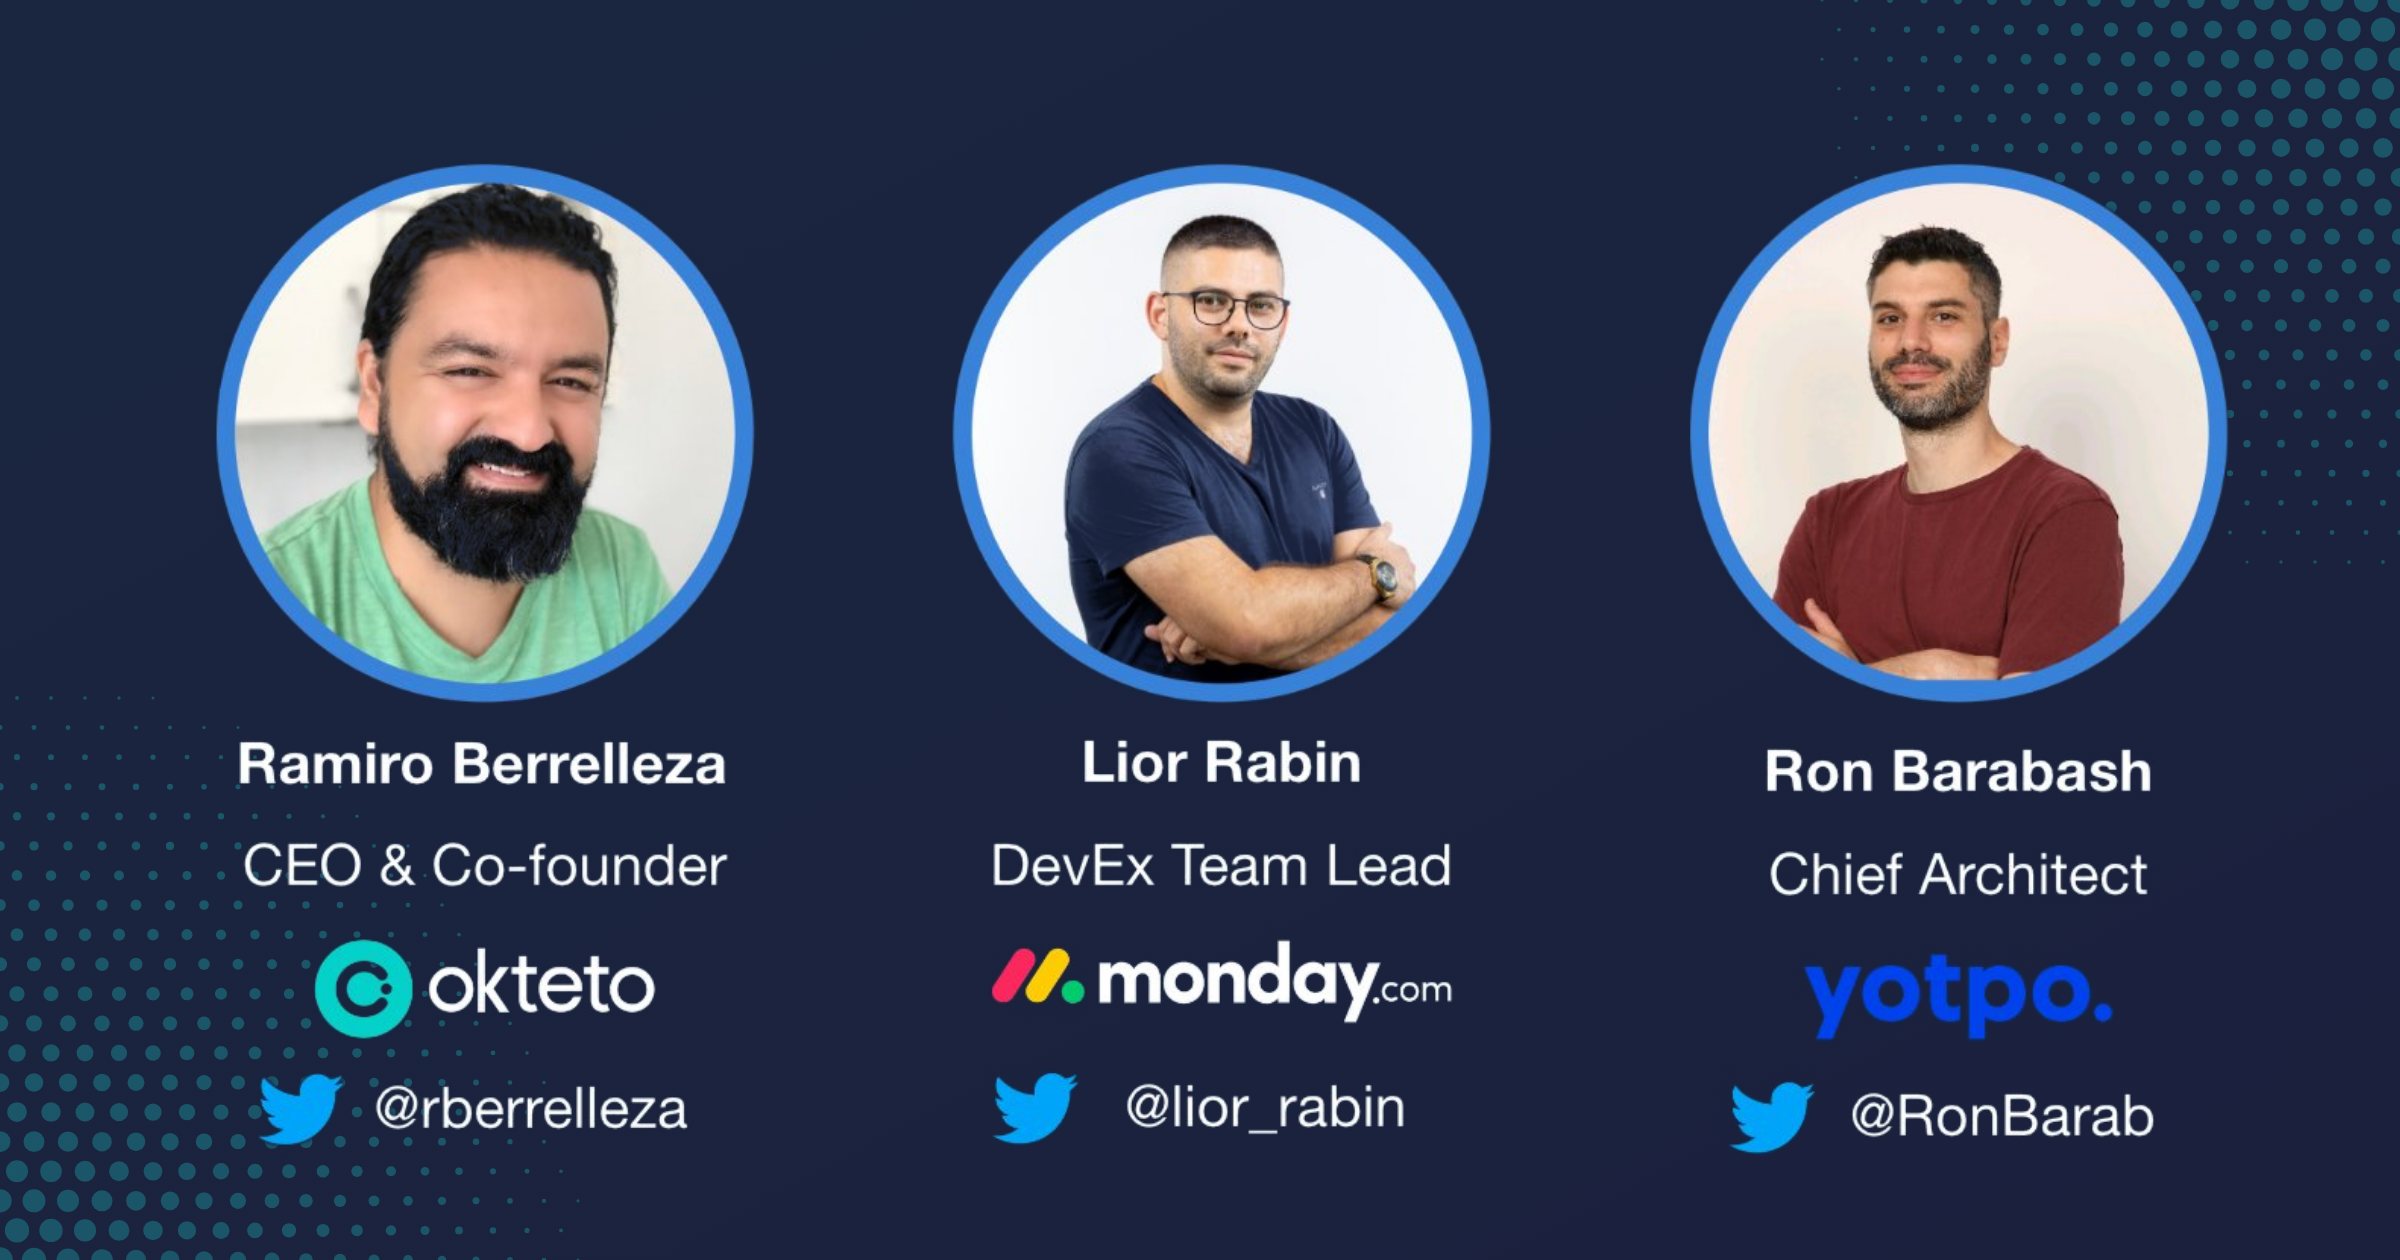 Ramiro Berrelleza
CEO & Co-founder
okteto
@rberrelleza
Lior Rabin
DevEx Team Lead
monday.com
@lior_rabin
Ron Barabash
Chief Architect
yotpo.
@RonBarab